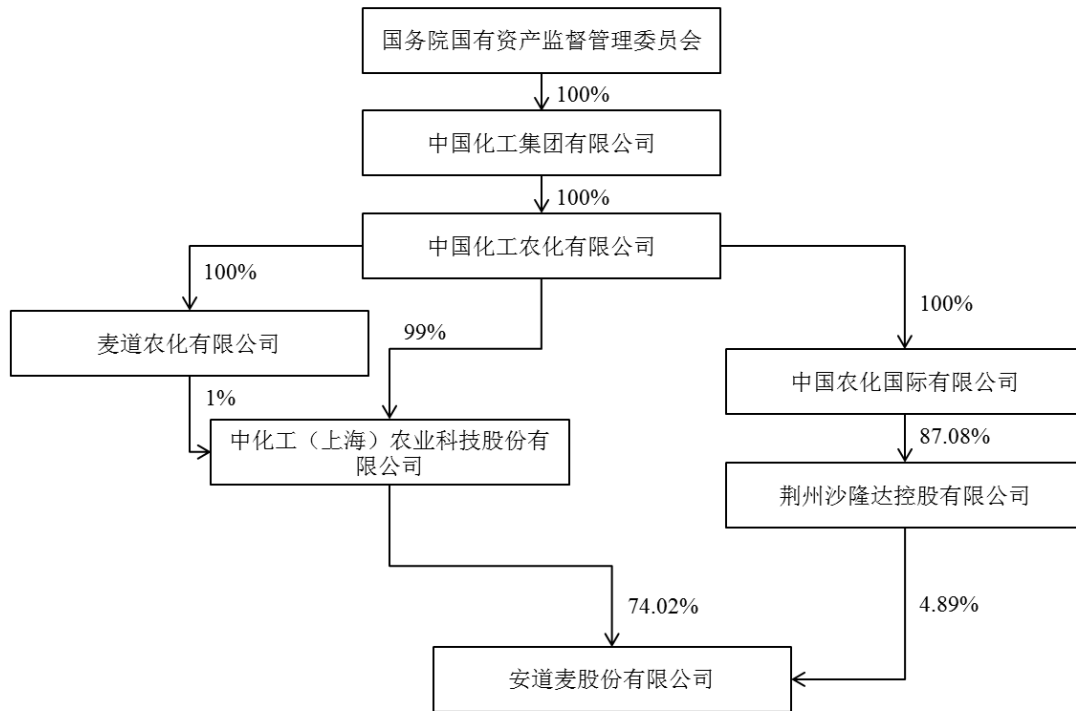 国务院国有资产监督管理委员会
100%
中国化工集团有限公司
100%
中国化工农化有限公司
100%
99%
100%
麦道农化有限公司
中国农化国际有限公司
1%
87.08%
中化工（上海）农业科技股份有
限公司
荆州沙隆达控股有限公司
74.02%
4.89%
安道麦股份有限公司